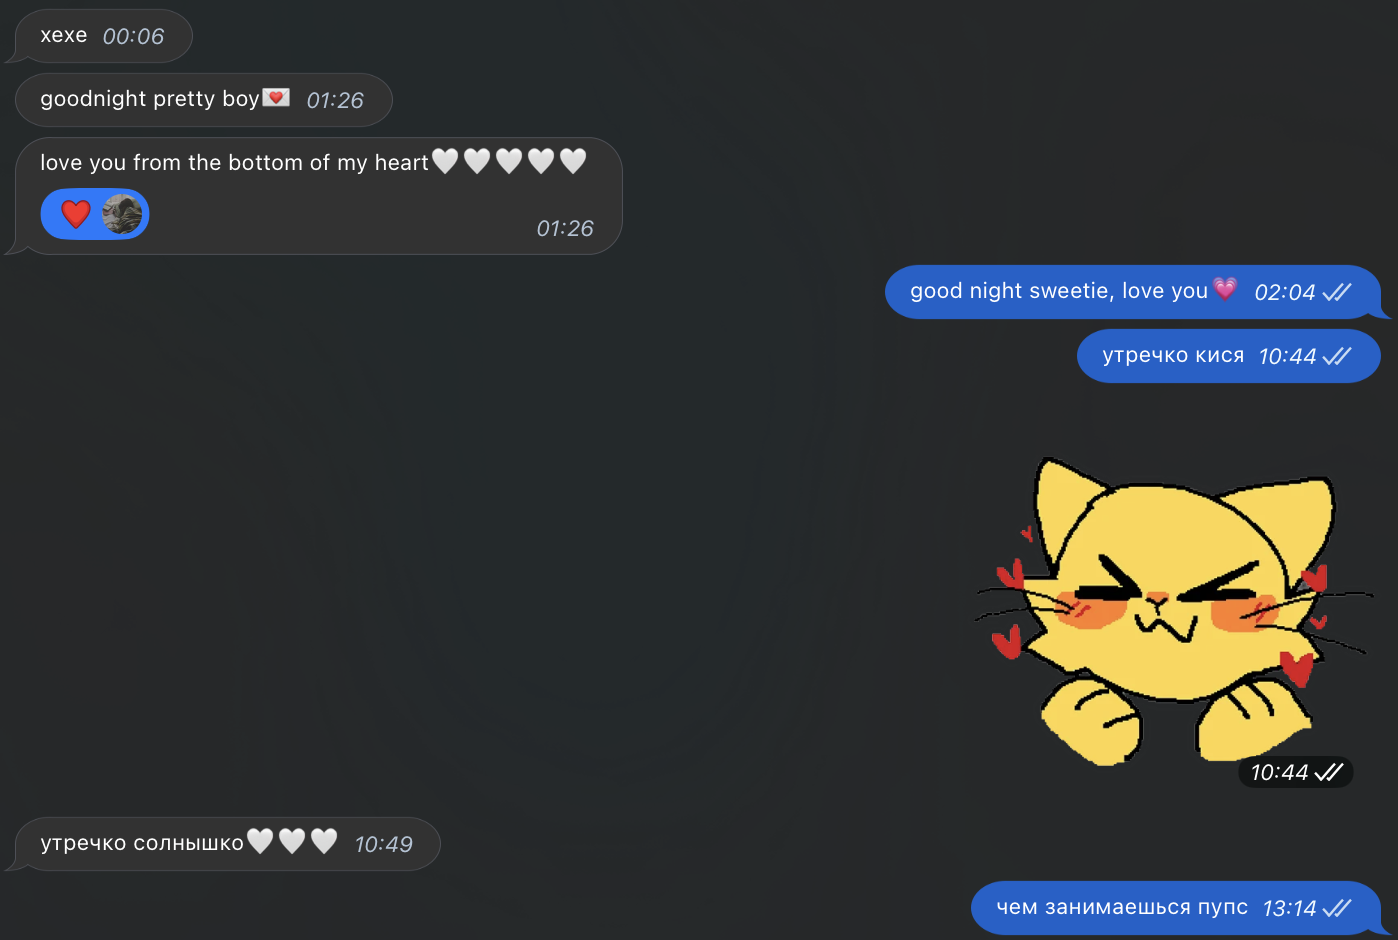 хехе 00:06
goodnight pretty boy💌 01:26
love you from the bottom of my heart🤍🤍🤍🤍🤍
❤️
01:26
good night sweetie, love you💗 02:04
утречко кися 10:44
10:44
утречко солнышко🤍🤍🤍 10:49
чем занимаешься пупс 13:14